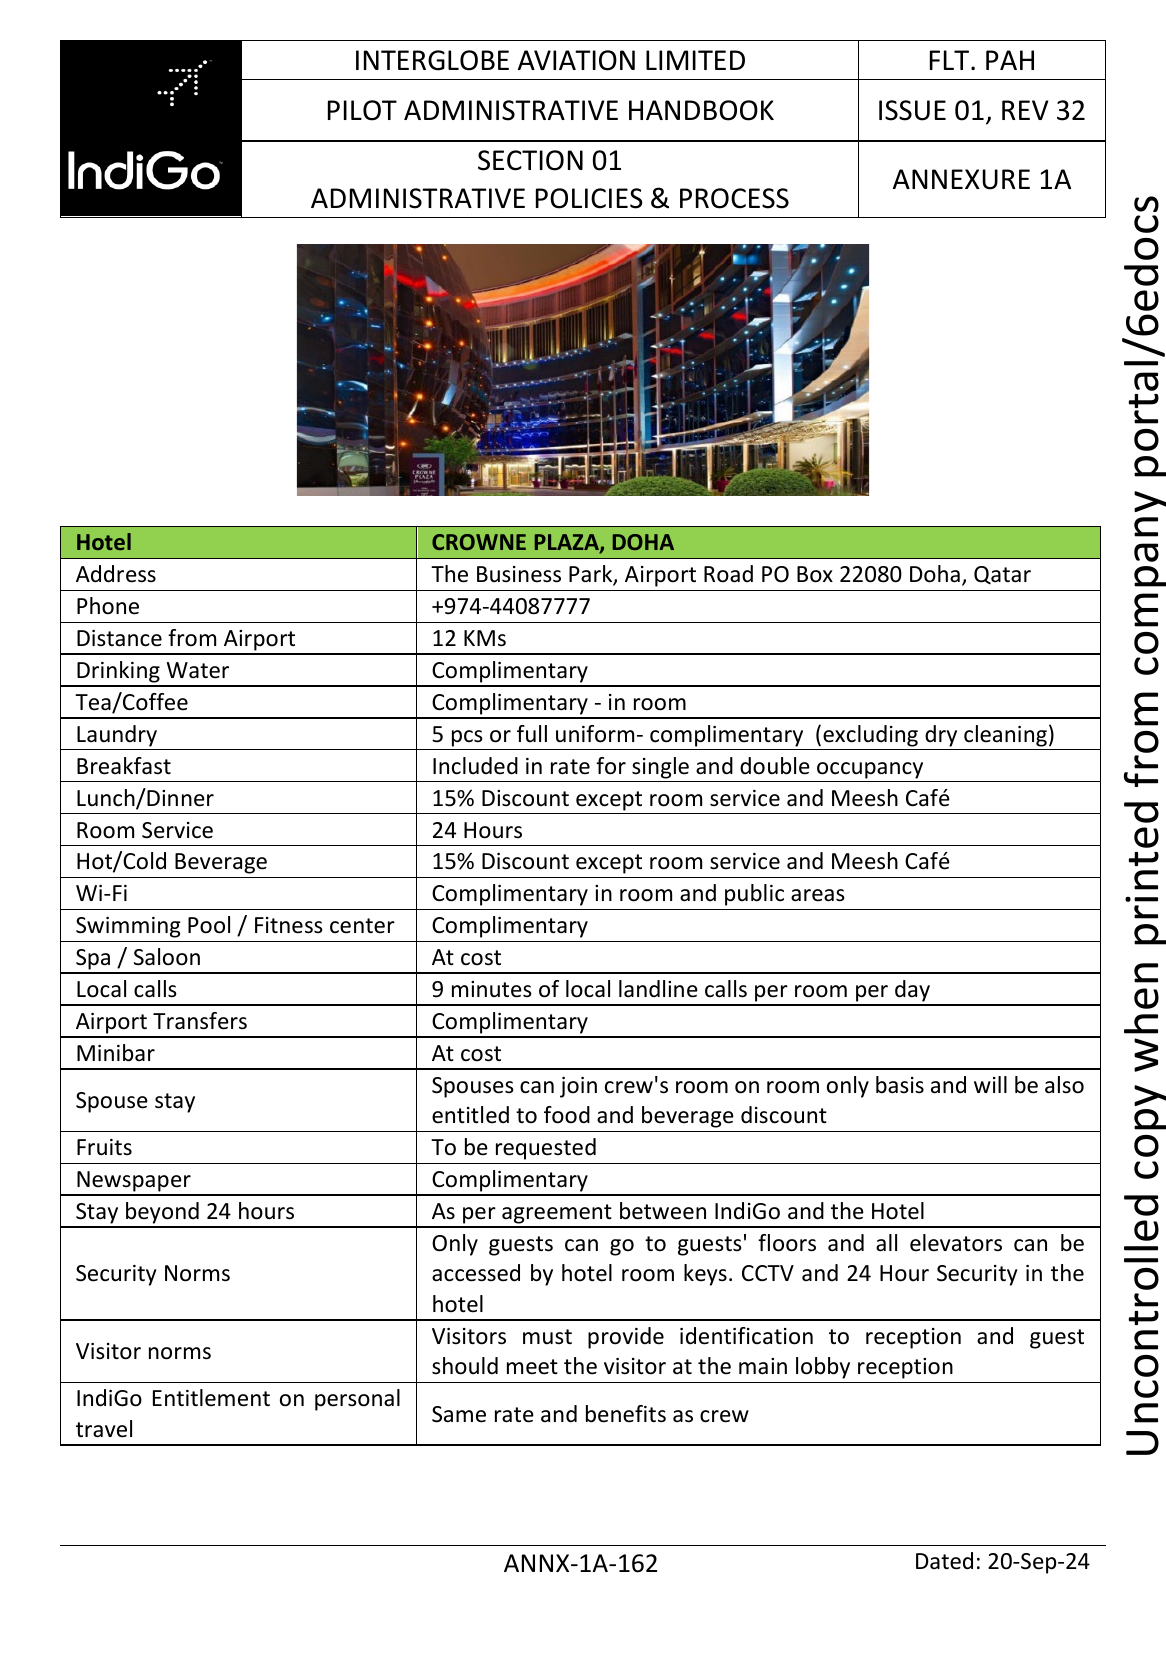 IndiGo
INTERGLOBE AVIATION LIMITED
FLT. PAH
PILOT ADMINISTRATIVE HANDBOOK
ISSUE 01, REV 32
SECTION 01
ADMINISTRATIVE POLICIES & PROCESS
ANNEXURE 1A
CROWNE
PLAZA
Hotel CROWNE PLAZA, DOHA
Address The Business Park, Airport Road PO Box 22080 Doha, Qatar
Phone +974-44087777
Distance from Airport 12 KMs
Drinking Water Complimentary
Tea/Coffee Complimentary - in room
Laundry 5 pcs or full uniform- complimentary (excluding dry cleaning)
Breakfast Included in rate for single and double occupancy
Lunch/Dinner 15% Discount except room service and Meesh Café
Room Service 24 Hours
Hot/Cold Beverage 15% Discount except room service and Meesh Café
Wi-Fi Complimentary in room and public areas
Swimming Pool / Fitness center Complimentary
Spa / Saloon At cost
Local calls 9 minutes of local landline calls per room per day
Airport Transfers Complimentary
Minibar At cost
Spouse stay
Spouses can join crew's room on room only basis and will be also
entitled to food and beverage discount
Fruits To be requested
Newspaper Complimentary
Stay beyond 24 hours As per agreement between IndiGo and the Hotel
Security Norms
Only guests can go to guests' floors and all elevators can be
accessed by hotel room keys. CCTV and 24 Hour Security in the
hotel
Visitor norms
Visitors must provide identification to reception and guest
should meet the visitor at the main lobby reception
IndiGo Entitlement on personal
travel
Same rate and benefits as crew
ANNX-1A-162
Dated: 20-Sep-24
Uncontrolled copy when printed from company portal/6edocs